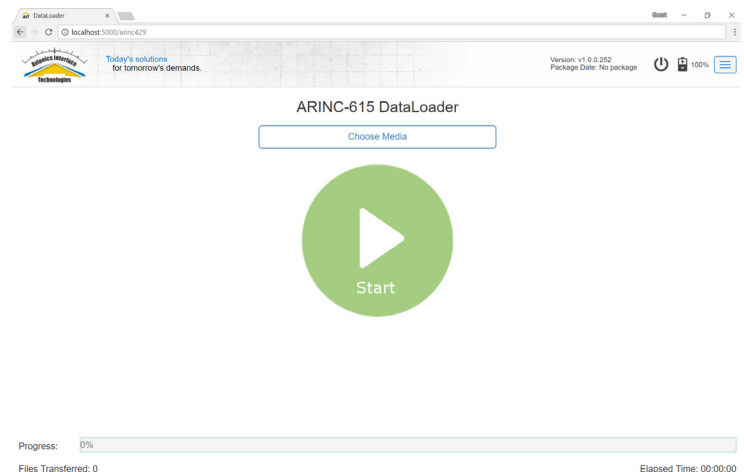 DataLoader
Guest
localhost:5000/arinc429
Avionics Interface
Technologies
Today's solutions
for tomorrow's demands.
Version: v1.0.0.252
Package Date: No package
100%
ARINC-615 DataLoader
Choose Media
Start
Progress:
0%
Files Transferred: 0
Elapsed Time: 00:00:00